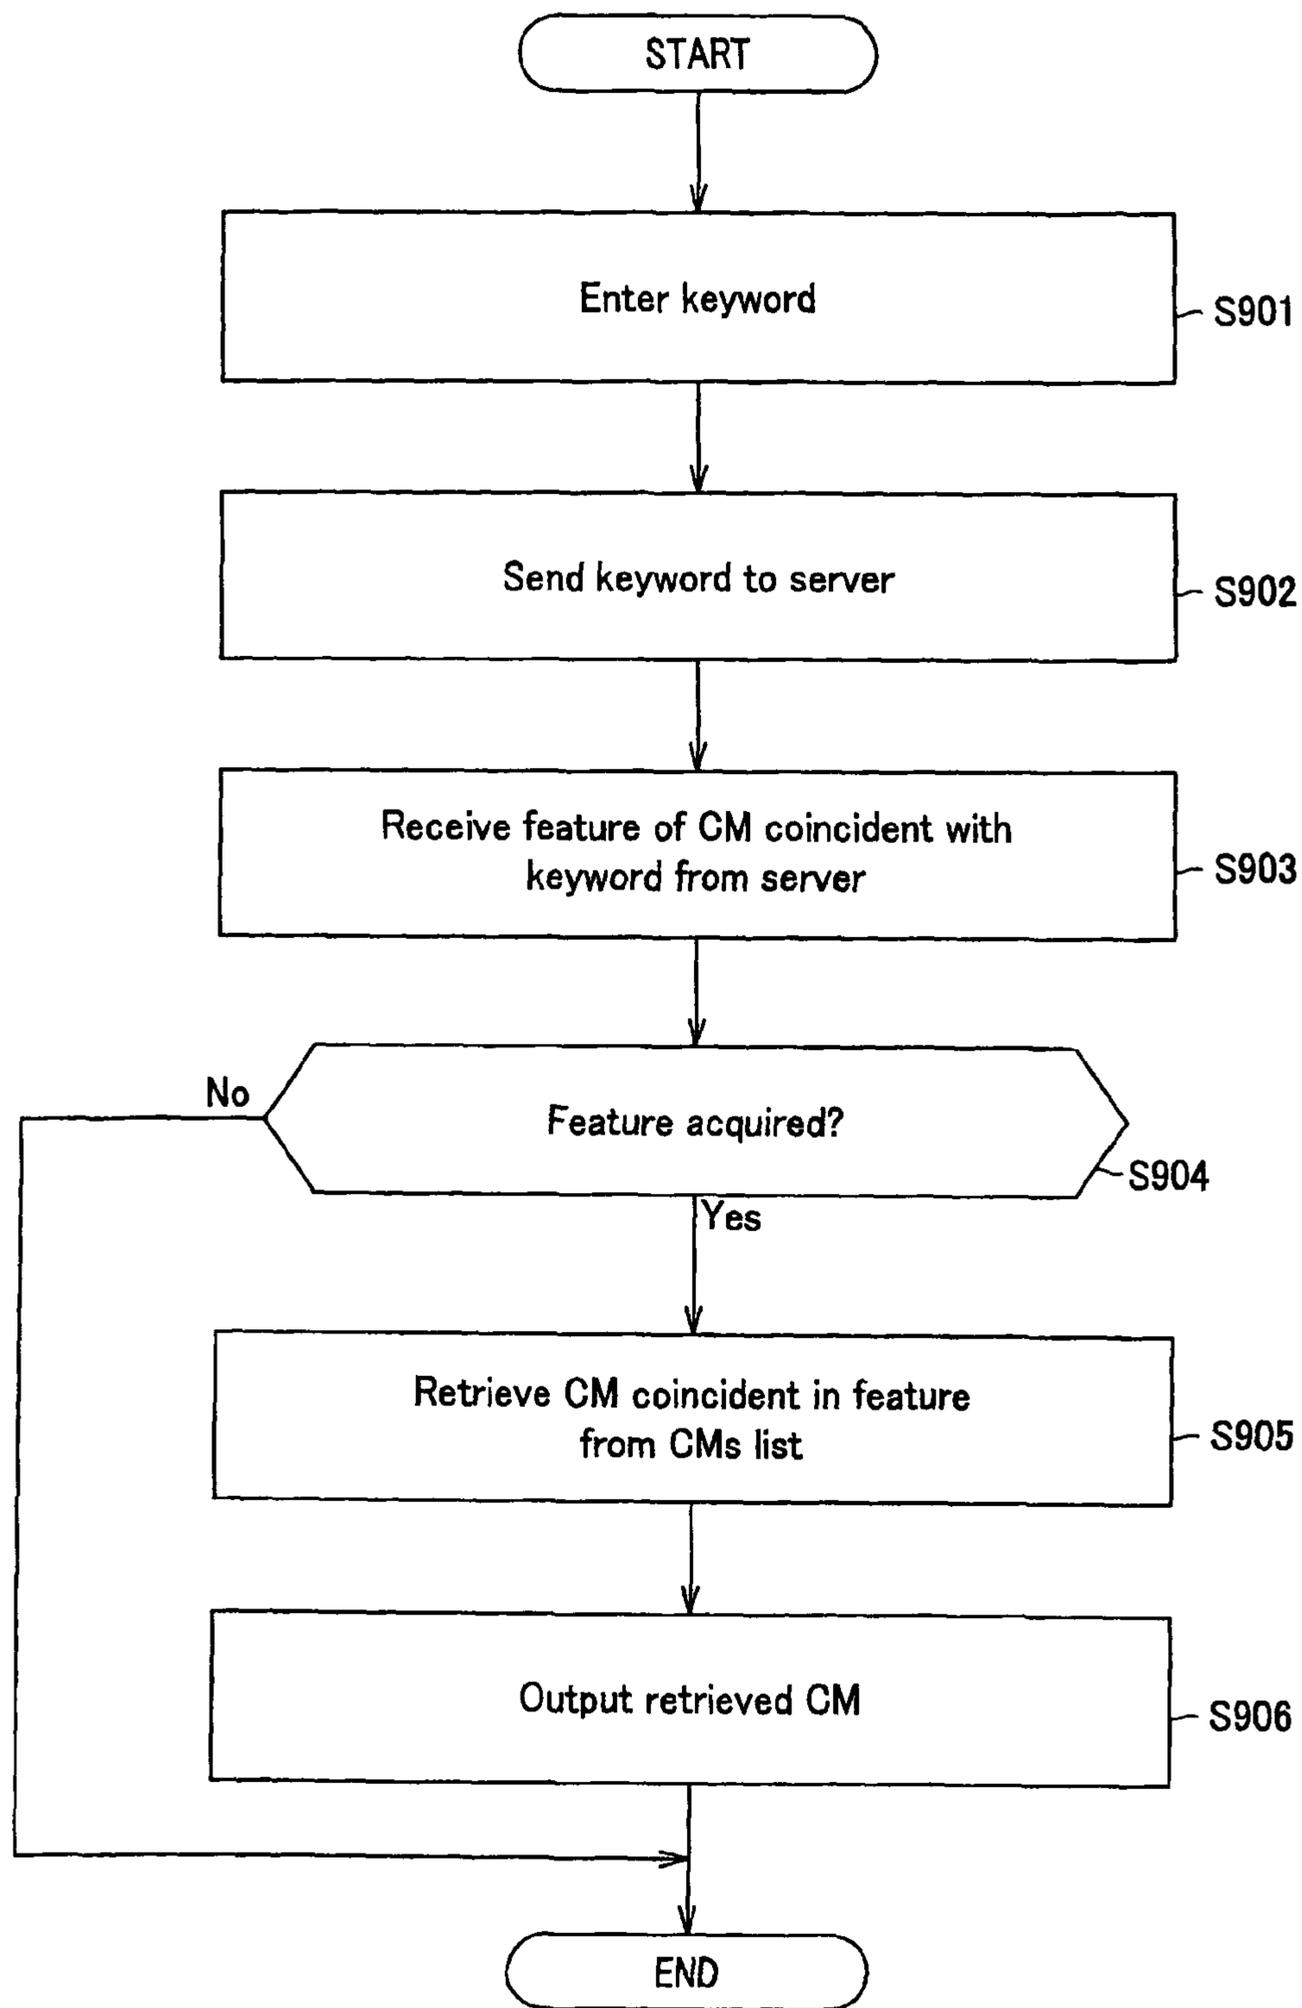 START
Enter keyword
S901
Send keyword to server
S902
Receive feature of CM coincident with
keyword from server
S903
No
Feature acquired?
S904
Yes
Retrieve CM coincident in feature
from CMs list
S905
Output retrieved CM
S906
END